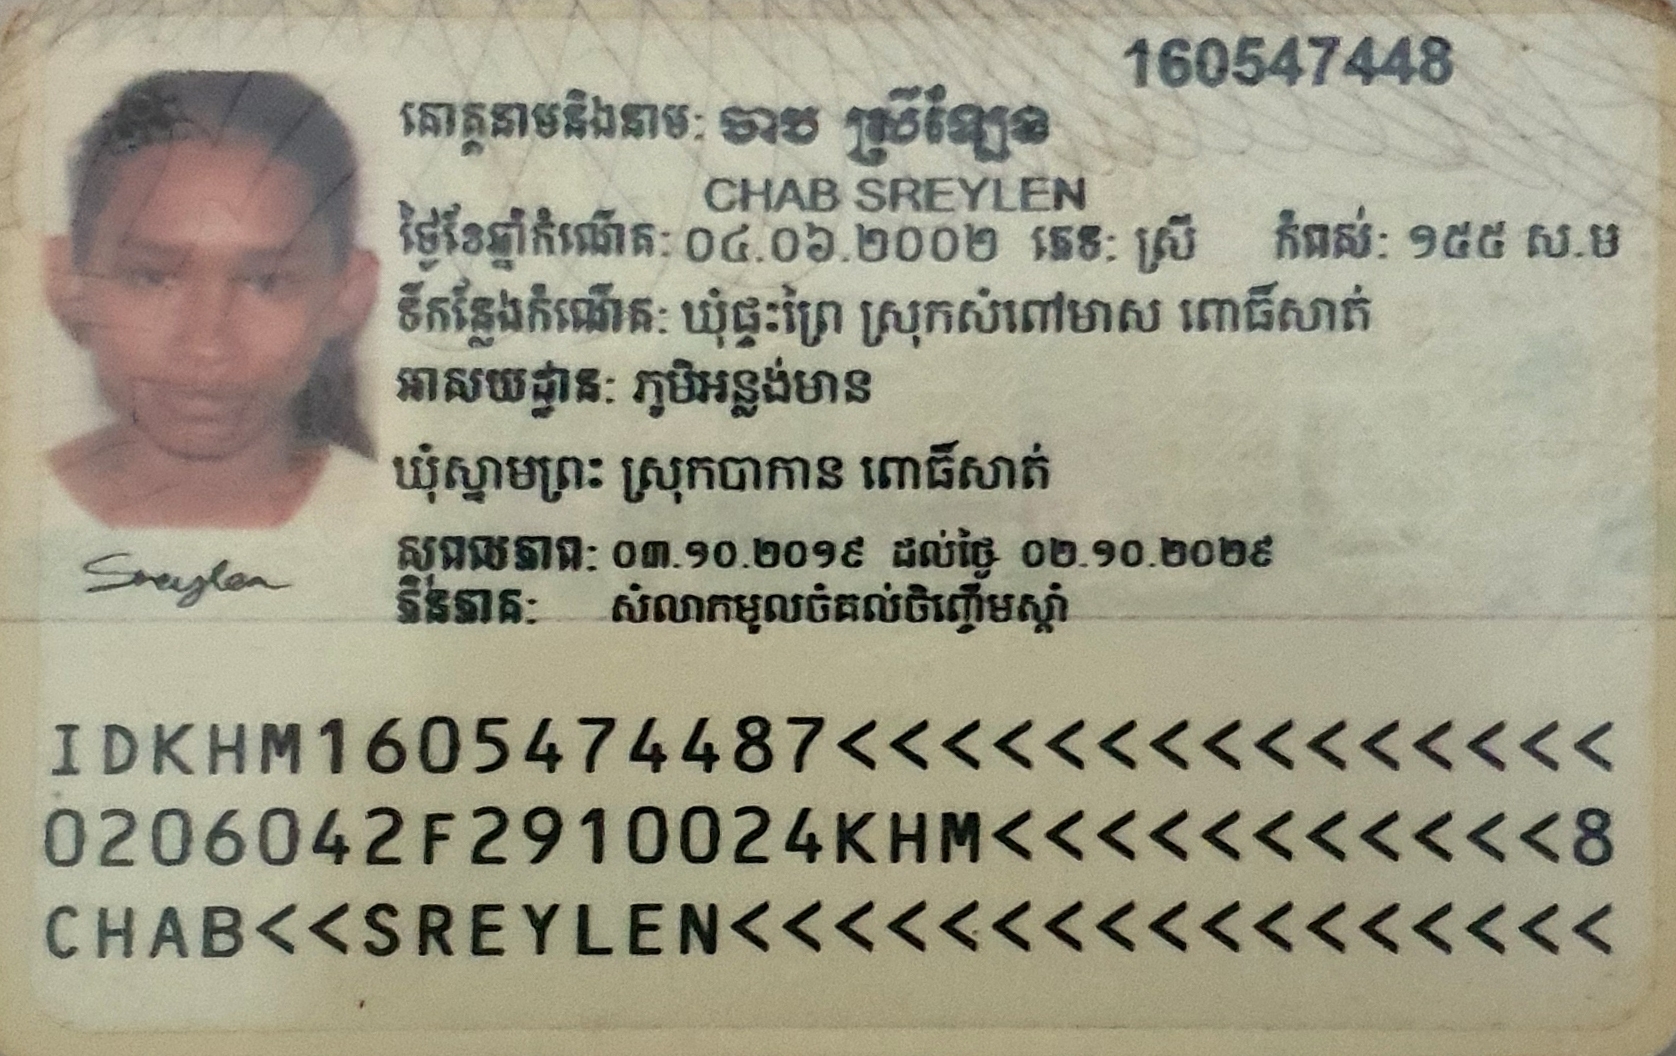 160547448
គោត្តនាមនិងនាម: ចាប ស្រីឡែន
CHAB SREYLEN
ថ្ងៃខែឆ្នាំកំណើត: ០៤.០៦.២០០២ ភេទ: ស្រី កំពស់: ១៥៥ ស.ម
ទីកន្លែងកំណើត: ឃុំផ្ទះព្រៃ ស្រុកសំពៅមាស ពោធិ៍សាត់
អាសយដ្ឋាន: ភូមិអន្លង់មាន
ឃុំស្នាមព្រះ ស្រុកបាកាន ពោធិ៍សាត់
សុពលភាព: ០៣.១០.២០១៩ ដល់ថ្ងៃ ០២.១០.២០២៩
ភិនភាគ: សំលាកមូលចំគល់ចិញ្ចើមស្តាំ
Sreylen
IDKHM1605474487<<<<<<<<<<<<<<<
0206042F2910024KHM<<<<<<<<<<<8
CHAB<<SREYLEN<<<<<<<<<<<<<<<<<